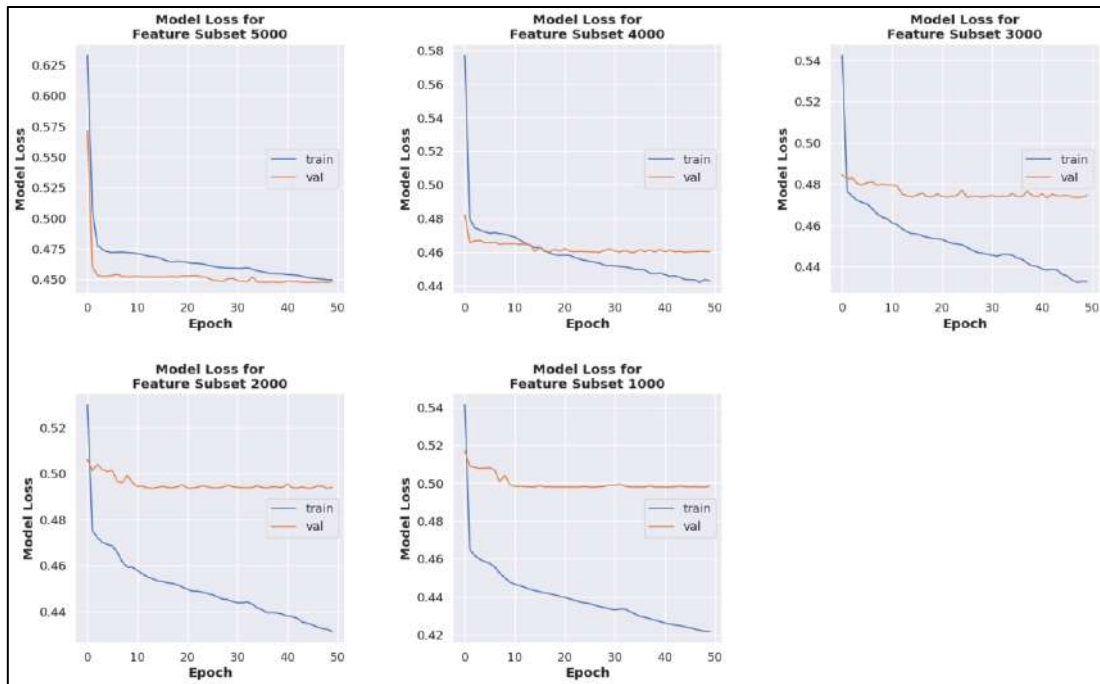 Model Loss for
Feature Subset 5000
Model Loss
0.625
0.600
0.575
0.550
0.525
0.500
0.475
0.450
train
val
0 10 20 30 40 50
Epoch
Model Loss for
Feature Subset 4000
Model Loss
0.58
0.56
0.54
0.52
0.50
0.48
0.46
0.44
train
val
0 10 20 30 40 50
Epoch
Model Loss for
Feature Subset 3000
Model Loss
0.54
0.52
0.50
0.48
0.46
0.44
train
val
0 10 20 30 40 50
Epoch
Model Loss for
Feature Subset 2000
Model Loss
0.52
0.50
0.48
0.46
0.44
train
val
0 10 20 30 40 50
Epoch
Model Loss for
Feature Subset 1000
Model Loss
0.54
0.52
0.50
0.48
0.46
0.44
0.42
train
val
0 10 20 30 40 50
Epoch